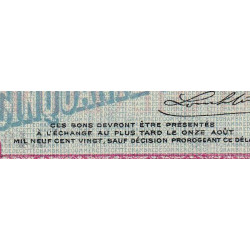 CINQUANTE
CES BONS DEVRONT ÊTRE PRÉSENTÉS
A L'ÉCHANGE AU PLUS TARD LE ONZE AOÛT
MIL NEUF CENT VINGT, SAUF DÉCISION PROROGEANT CE DÉL